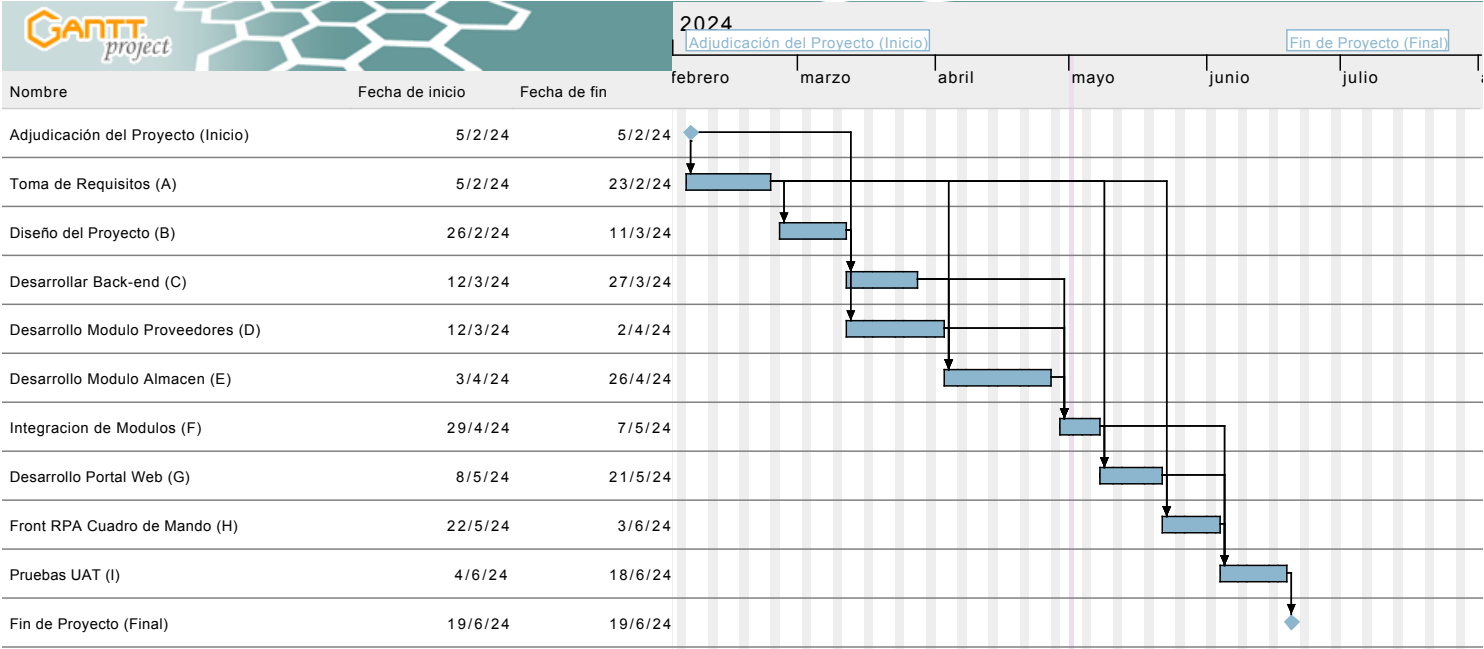 GANTT
project
2024
Adjudicación del Proyecto (Inicio) Fin de Proyecto (Final)
febrero marzo abril mayo junio julio
Nombre Fecha de inicio Fecha de fin
Adjudicación del Proyecto (Inicio) 5/2/24 5/2/24
Toma de Requisitos (A) 5/2/24 23/2/24
Diseño del Proyecto (B) 26/2/24 11/3/24
Desarrollar Back-end (C) 12/3/24 27/3/24
Desarrollo Modulo Proveedores (D) 12/3/24 2/4/24
Desarrollo Modulo Almacen (E) 3/4/24 26/4/24
Integracion de Modulos (F) 29/4/24 7/5/24
Desarrollo Portal Web (G) 8/5/24 21/5/24
Front RPA Cuadro de Mando (H) 22/5/24 3/6/24
Pruebas UAT (I) 4/6/24 18/6/24
Fin de Proyecto (Final) 19/6/24 19/6/24